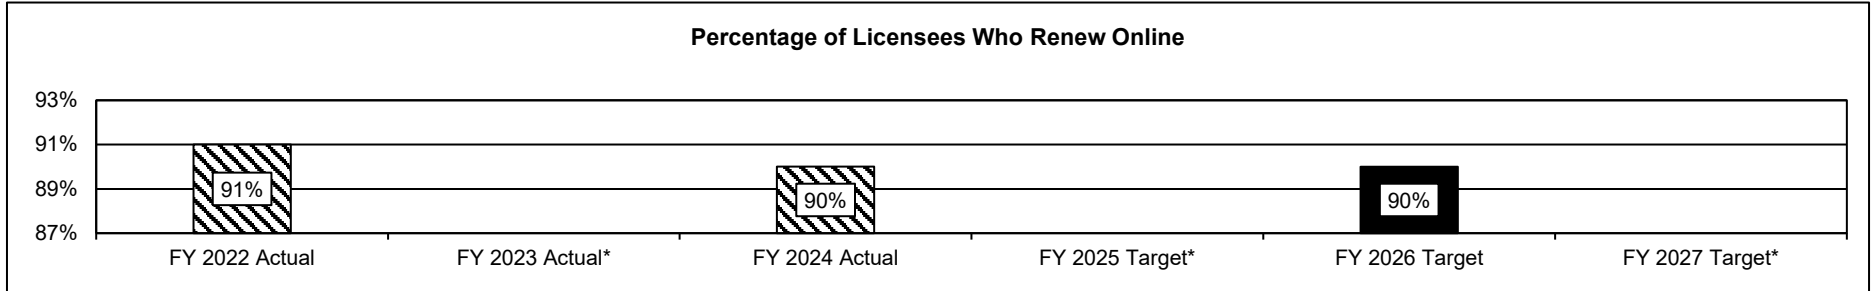 Percentage of Licensees Who Renew Online
93%
91%
89%
87%
91%
90%
90%
FY 2022 Actual
FY 2023 Actual*
FY 2024 Actual
FY 2025 Target*
FY 2026 Target
FY 2027 Target*